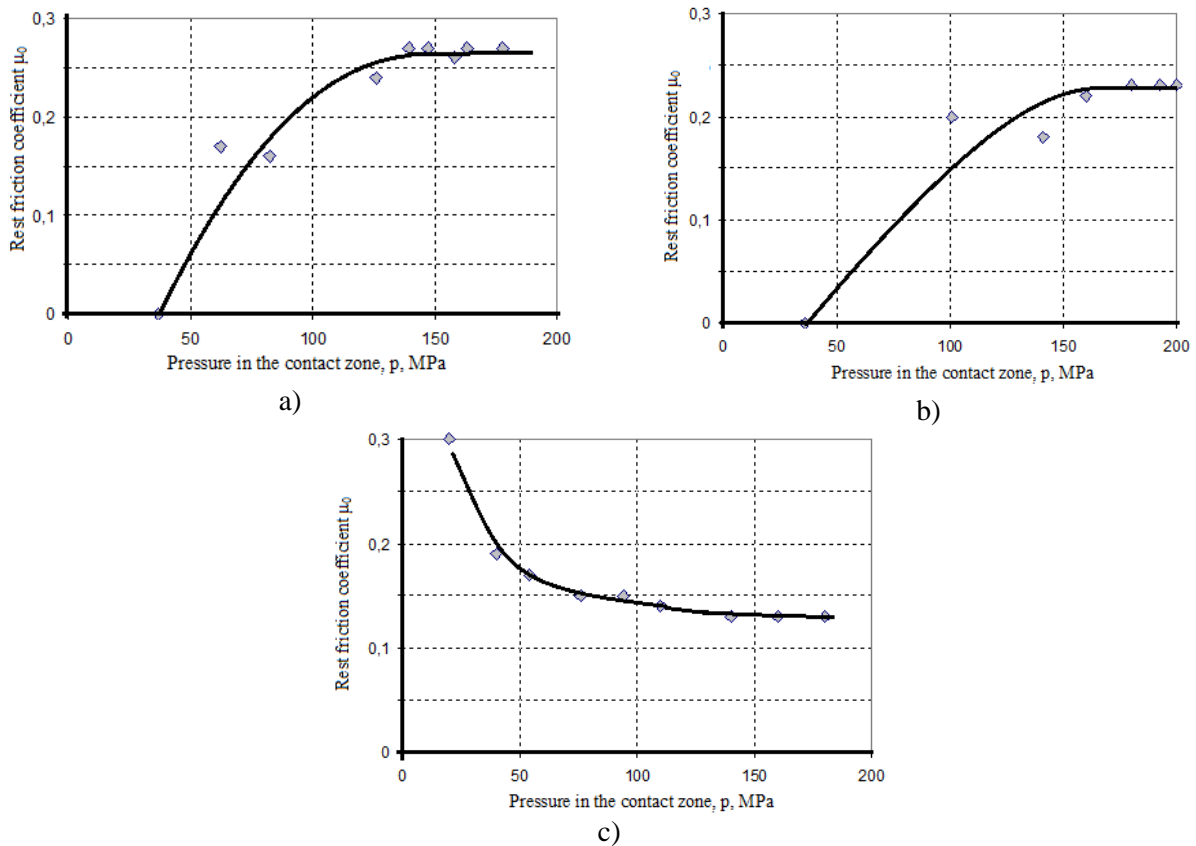 0,3
0,2
0,1
0
Rest friction coefficient μ₀
0 50 100 150 200
Pressure in the contact zone, p, MPa
a)
0,3
0,2
0,1
0
Rest friction coefficient μ₀
0 50 100 150 200
Pressure in the contact zone, p, MPa
b)
0,3
0,2
0,1
0
Rest friction coefficient μ₀
0 50 100 150 200
Pressure in the contact zone, p, MPa
c)